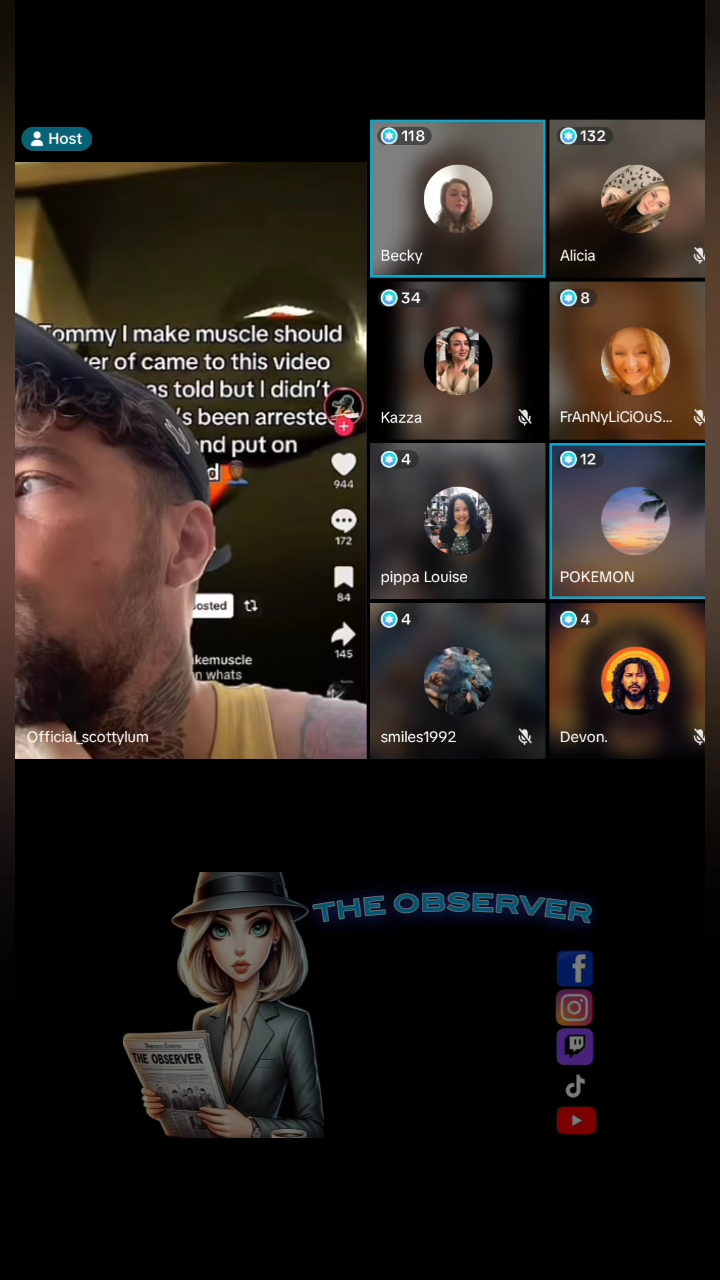 Host
Tommy I make muscle should
er of came to this video
as told but I didn't
's been arreste
nd put on
d
944
172
84
145
osted
kemuscle
n whats
Official_scottylum
118
Becky
132
Alicia
34
Kazza
8
FrAnNyLiCiOuS...
4
pippa Louise
12
POKEMON
4
smiles1992
4
Devon.
THE OBSERVER
THE OBSERVER